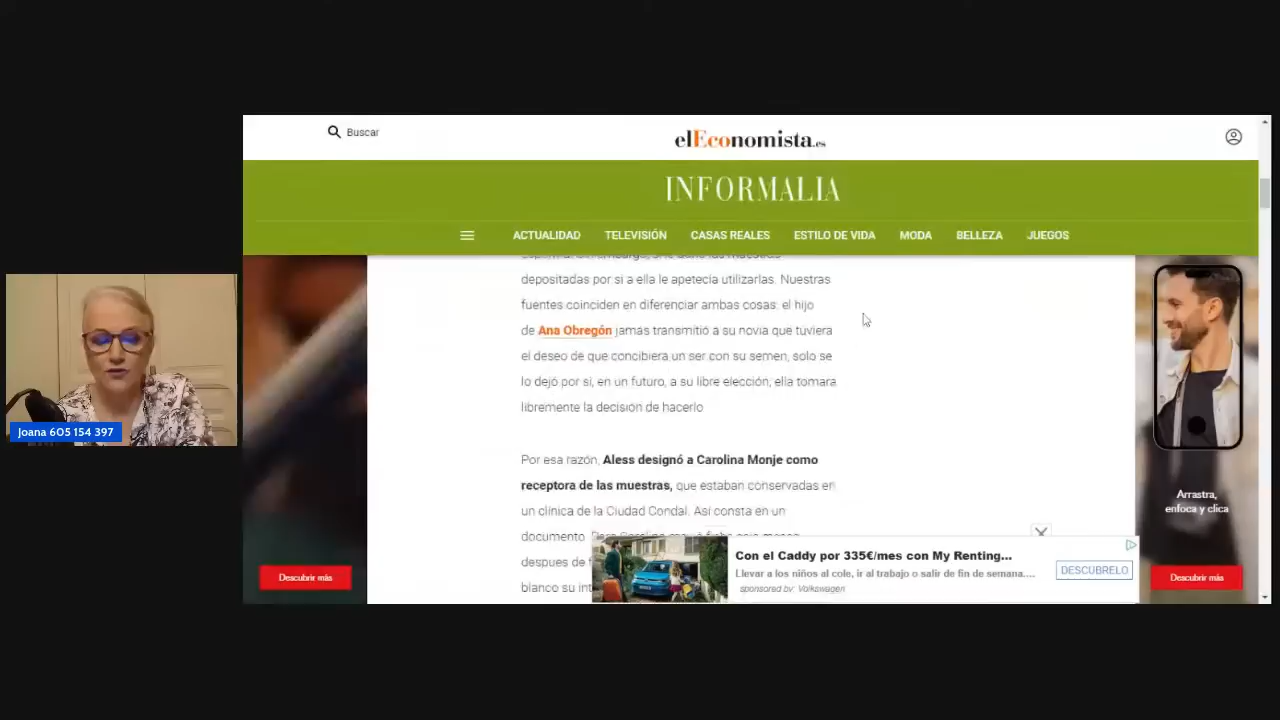 Buscar
elEconomista.es
INFORMALIA
ACTUALIDAD TELEVISIÓN CASAS REALES ESTILO DE VIDA MODA BELLEZA JUEGOS
depositadas por si a ella le apetecía utilizarlas. Nuestras
fuentes coinciden en diferenciar ambas cosas: el hijo
de Ana Obregón jamás transmitió a su novia que tuviera
el deseo de que concibiera un ser con su semen, solo se
lo dejó por si, en un futuro, a su libre elección, ella tomara
libremente la decisión de hacerlo
Por esa razón, Aless designó a Carolina Monje como
receptora de las muestras, que estaban conservadas en
un clínica de la Ciudad Condal. Así consta en un
documento.
después de
blanco su
Joana 605 154 397
Descubrir más
Con el Caddy por 335€/mes con My Renting...
Llevar a los niños al cole, ir al trabajo o salir de fin de semana....
sponsored by: Volkswagen
DESCÚBRELO
Arrastra,
enfoca y clica
Descubrir más